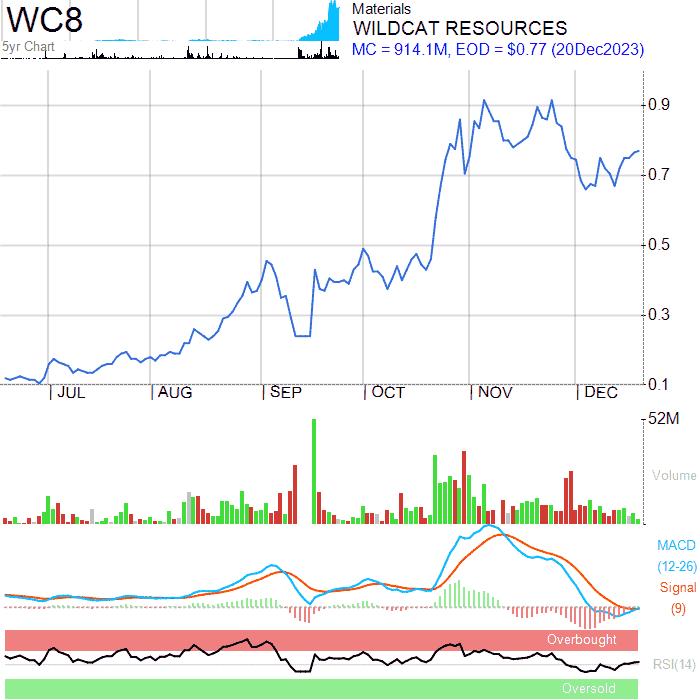 WC8
5yr Chart
Materials
WILDCAT RESOURCES
MC = 914.1M, EOD = $0.77 (20Dec2023)
0.9
0.7
0.5
0.3
0.1
JUL AUG SEP OCT NOV DEC
52M
Volume
MACD
(12-26)
Signal
(9)
Overbought
RSI(14)
Oversold